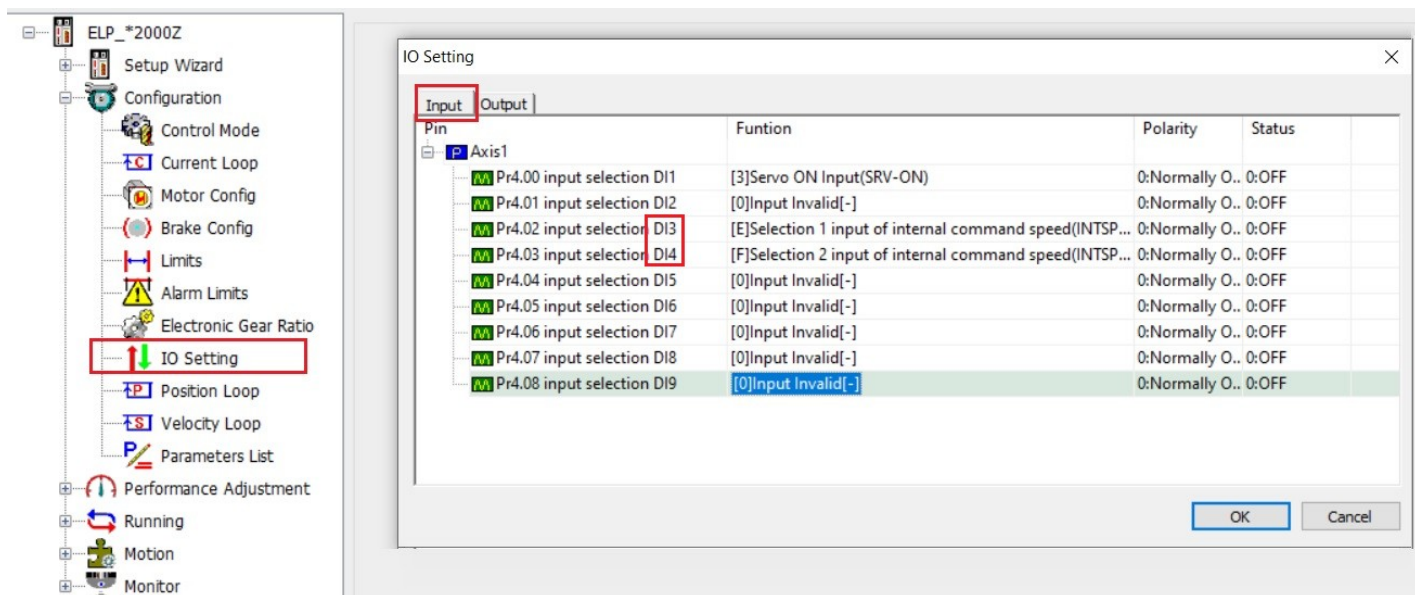 ELP_*2000Z
Setup Wizard
Configuration
Control Mode
Current Loop
Motor Config
Brake Config
Limits
Alarm Limits
Electronic Gear Ratio
IO Setting
Position Loop
Velocity Loop
Parameters List
Performance Adjustment
Running
Motion
Monitor
IO Setting
Input Output
Pin Funtion Polarity Status
P Axis1
Pr4.00 input selection DI1 [3]Servo ON Input(SRV-ON) 0:Normally O.. 0:OFF
Pr4.01 input selection DI2 [0]Input Invalid[-] 0:Normally O.. 0:OFF
Pr4.02 input selection DI3 [E]Selection 1 input of internal command speed(INTSP... 0:Normally O.. 0:OFF
Pr4.03 input selection DI4 [F]Selection 2 input of internal command speed(INTSP... 0:Normally O.. 0:OFF
Pr4.04 input selection DI5 [0]Input Invalid[-] 0:Normally O.. 0:OFF
Pr4.05 input selection DI6 [0]Input Invalid[-] 0:Normally O.. 0:OFF
Pr4.06 input selection DI7 [0]Input Invalid[-] 0:Normally O.. 0:OFF
Pr4.07 input selection DI8 [0]Input Invalid[-] 0:Normally O.. 0:OFF
Pr4.08 input selection DI9 [0]Input Invalid[-] 0:Normally O.. 0:OFF
OK Cancel